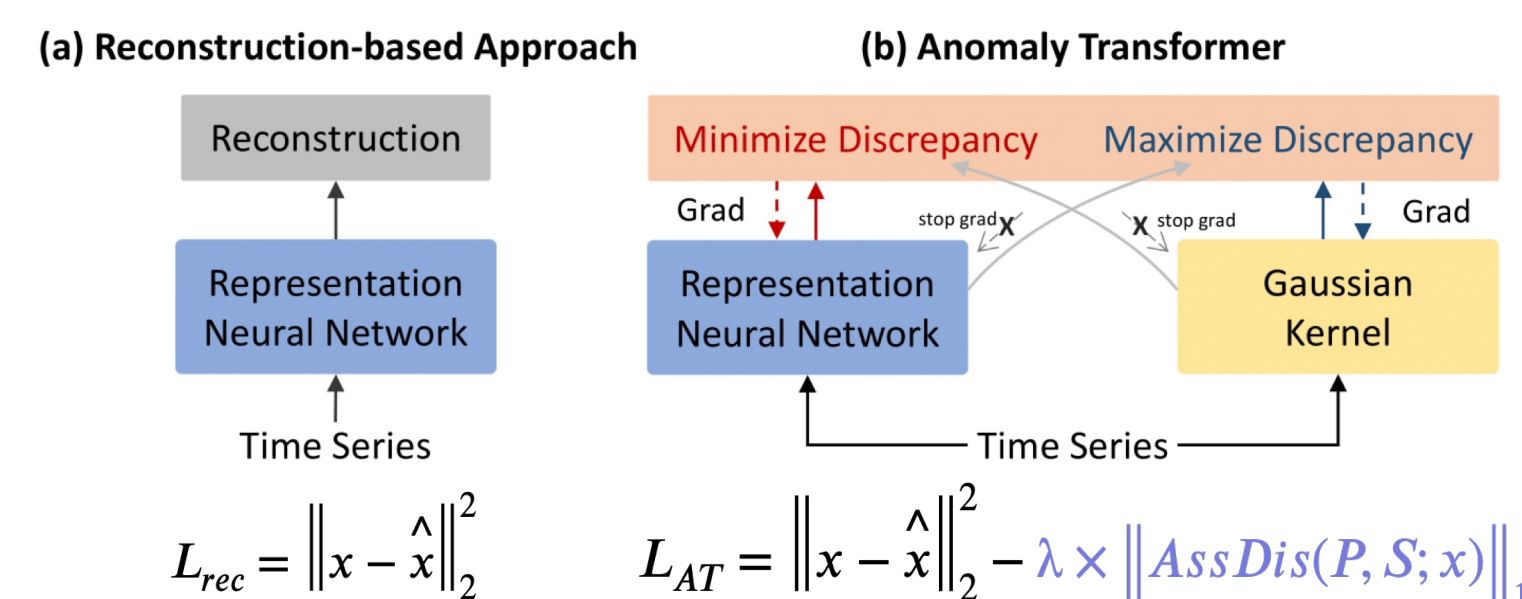 (a) Reconstruction-based Approach
Reconstruction
Representation
Neural Network
Time Series
L_rec = ‖x − x̂‖₂²
(b) Anomaly Transformer
Minimize Discrepancy
Maximize Discrepancy
Grad
stop grad X
X stop grad
Grad
Representation
Neural Network
Gaussian
Kernel
Time Series
L_AT = ‖x − x̂‖₂² − λ × ‖AssDis(P, S; x)‖₁